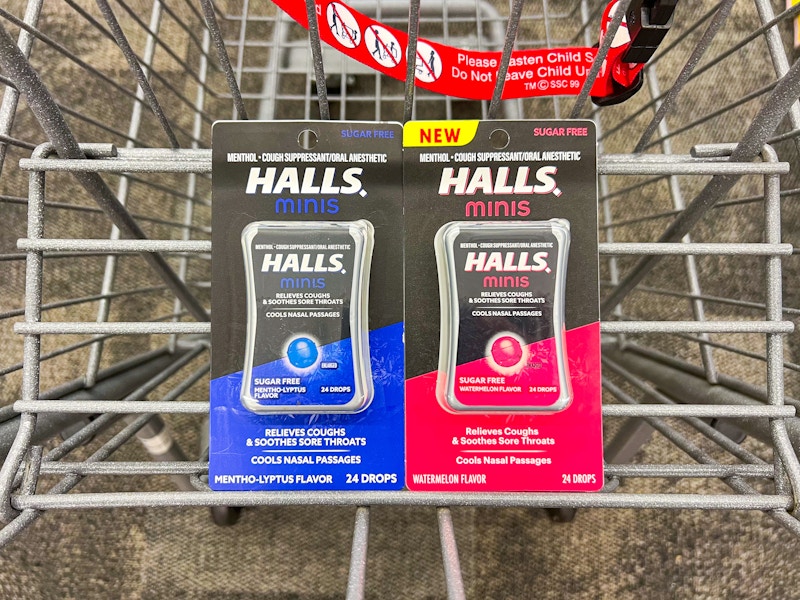 Please Fasten Child S
Do Not Leave Child Un
TM © SSC 99
SUGAR FREE
MENTHOL • COUGH SUPPRESSANT/ORAL ANESTHETIC
HALLS.
minis
MENTHOL • COUGH SUPPRESSANT/ORAL ANESTHETIC
HALLS.
minis
RELIEVES COUGHS
& SOOTHES SORE THROATS
COOLS NASAL PASSAGES
ENLARGED
SUGAR FREE
MENTHO-LYPTUS
FLAVOR
24 DROPS
RELIEVES COUGHS
& SOOTHES SORE THROATS
COOLS NASAL PASSAGES
MENTHO-LYPTUS FLAVOR 24 DROPS
NEW
SUGAR FREE
MENTHOL • COUGH SUPPRESSANT/ORAL ANESTHETIC
HALLS.
minis
MENTHOL • COUGH SUPPRESSANT/ORAL ANESTHETIC
HALLS.
minis
RELIEVES COUGHS
& SOOTHES SORE THROATS
COOLS NASAL PASSAGES
SUGAR FREE
WATERMELON FLAVOR 24 DROPS
Relieves Coughs
& Soothes Sore Throats
Cools Nasal Passages
WATERMELON FLAVOR 24 DROPS